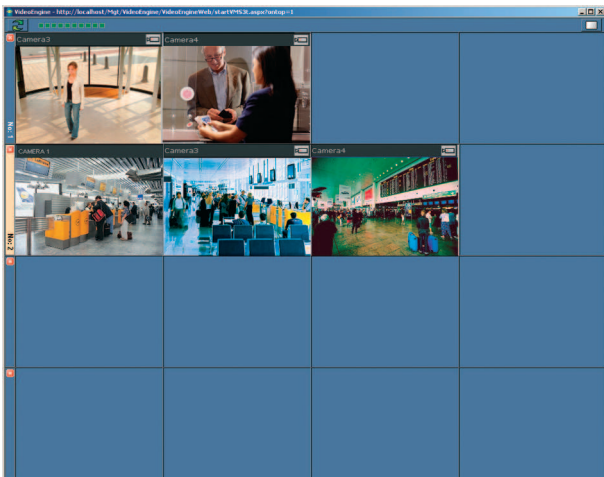 VideoEngine - http://localhost/Mgt/VideoEngine/VideoEngineWeb/startVMS3t.aspx?ontop=1
Camera3
Camera4
No: 1
CAMERA 1
Camera3
Camera4
No: 2